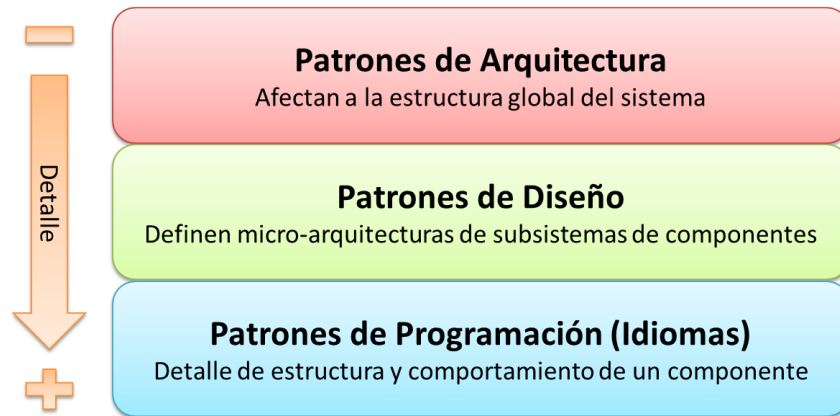 Patrones de Arquitectura
Afectan a la estructura global del sistema
Detalle
Patrones de Diseño
Definen micro-arquitecturas de subsistemas de componentes
Patrones de Programación (Idiomas)
Detalle de estructura y comportamiento de un componente